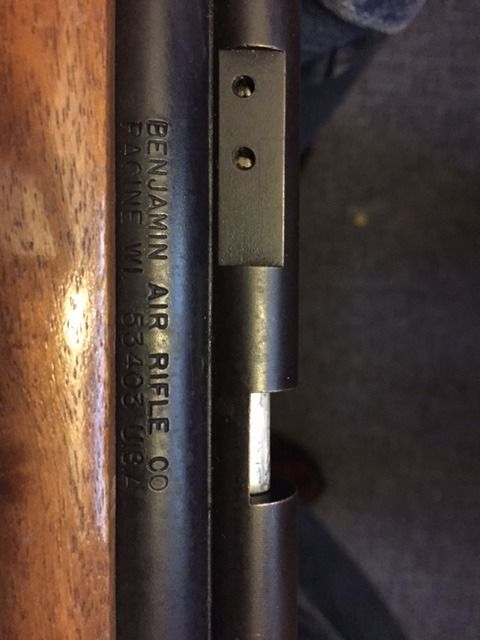 BENJAMIN AIR RIFLE CO
RACINE WI 53403 USA